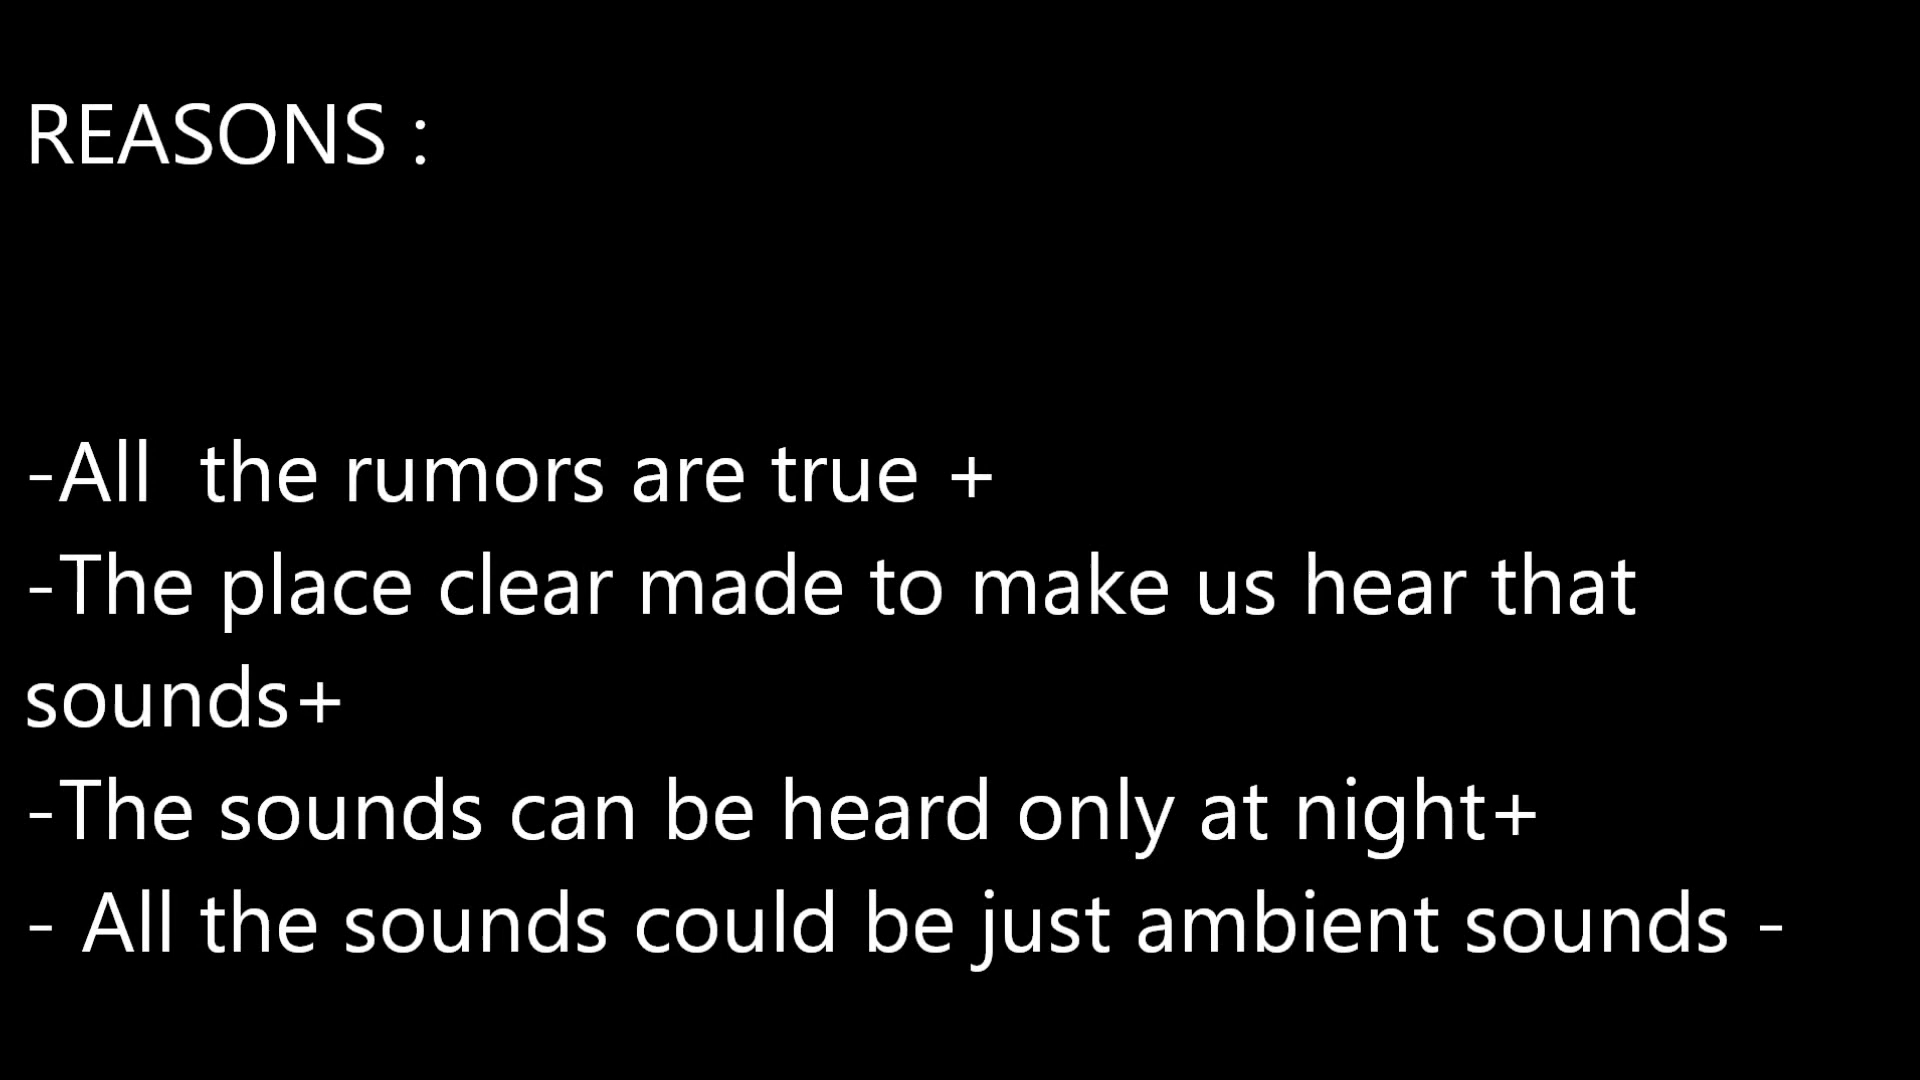 REASONS :
-All  the rumors are true +
-The place clear made to make us hear that
sounds+
-The sounds can be heard only at night+
- All the sounds could be just ambient sounds -